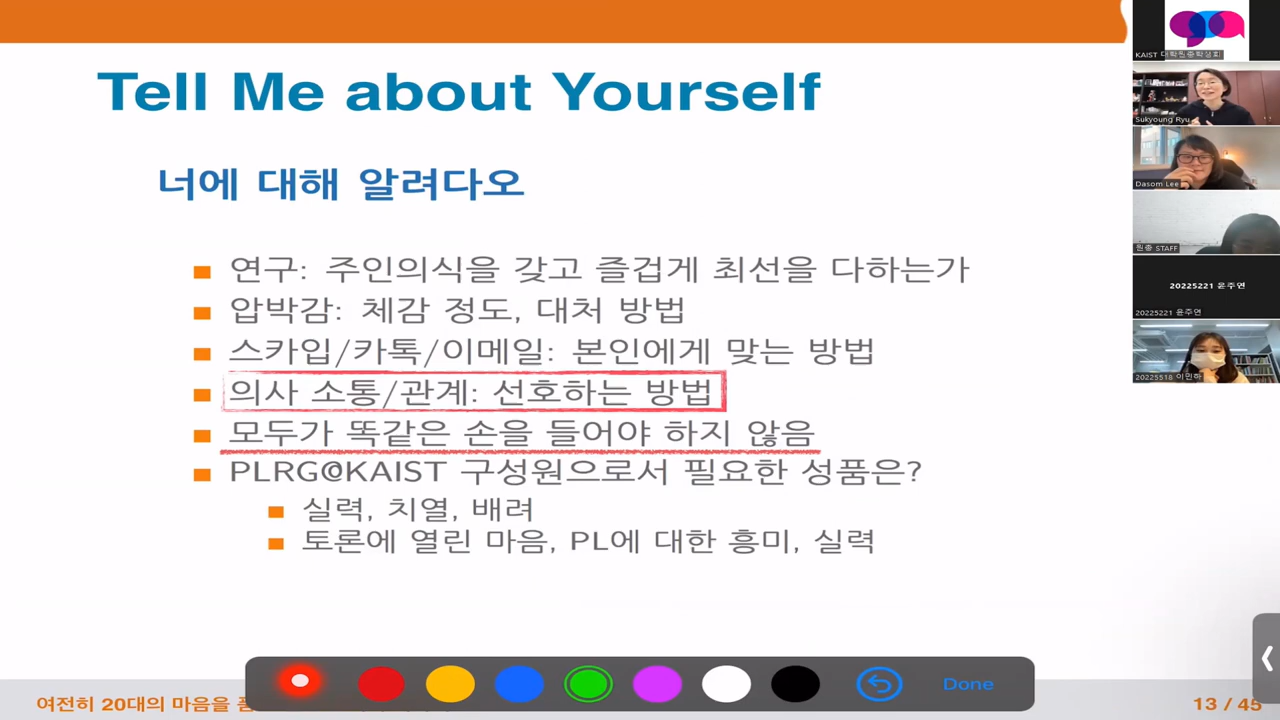 Tell Me about Yourself
너에 대해 알려다오
연구: 주인의식을 갖고 즐겁게 최선을 다하는가
압박감: 체감 정도, 대처 방법
스카입/카톡/이메일: 본인에게 맞는 방법
의사 소통/관계: 선호하는 방법
모두가 똑같은 손을 들어야 하지 않음
PLRG@KAIST 구성원으로서 필요한 성품은?
실력, 치열, 배려
토론에 열린 마음, PL에 대한 흥미, 실력
여전히 20대의 마음을
13 / 45
Done
KAIST 대학원총학생회
Sukyoung Ryu
Dasom Lee
원총 STAFF
20225221 윤주연
20225221 윤주연
20225518 이민하